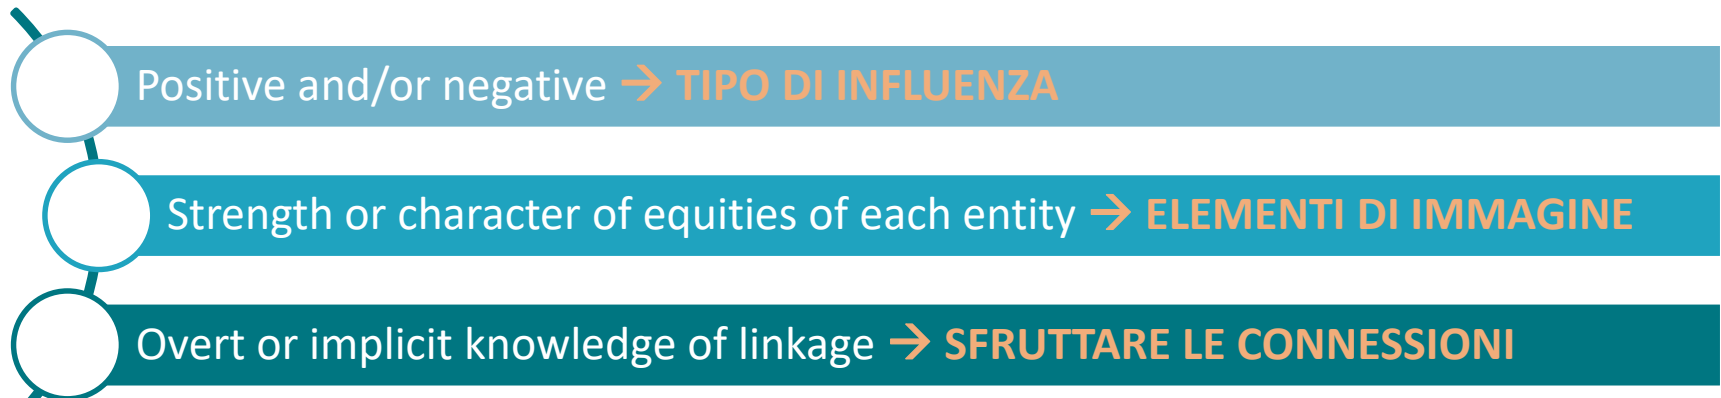 Positive and/or negative → TIPO DI INFLUENZA
Strength or character of equities of each entity → ELEMENTI DI IMMAGINE
Overt or implicit knowledge of linkage → SFRUTTARE LE CONNESSIONI